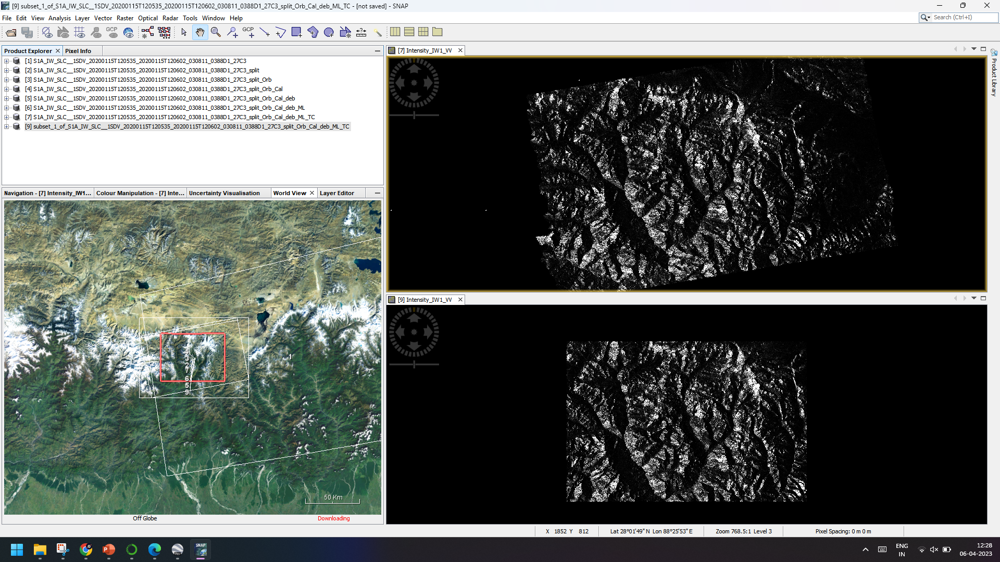 [9] subset_1_of_S1A_IW_SLC__1SDV_20200115T120535_20200115T120602_030811_0388D1_27C3_split_Orb_Cal_deb_ML_TC - [not saved] - SNAP
File Edit View Analysis Layer Vector Raster Optical Radar Tools Window Help
Search (Ctrl+I)
GCP GCP
Product Explorer Pixel Info
[1] S1A_IW_SLC__1SDV_20200115T120535_20200115T120602_030811_0388D1_27C3
[2] S1A_IW_SLC__1SDV_20200115T120535_20200115T120602_030811_0388D1_27C3_split
[3] S1A_IW_SLC__1SDV_20200115T120535_20200115T120602_030811_0388D1_27C3_split_Orb
[4] S1A_IW_SLC__1SDV_20200115T120535_20200115T120602_030811_0388D1_27C3_split_Orb_Cal
[5] S1A_IW_SLC__1SDV_20200115T120535_20200115T120602_030811_0388D1_27C3_split_Orb_Cal_deb
[6] S1A_IW_SLC__1SDV_20200115T120535_20200115T120602_030811_0388D1_27C3_split_Orb_Cal_deb_ML
[7] S1A_IW_SLC__1SDV_20200115T120535_20200115T120602_030811_0388D1_27C3_split_Orb_Cal_deb_ML_TC
[9] subset_1_of_S1A_IW_SLC__1SDV_20200115T120535_20200115T120602_030811_0388D1_27C3_split_Orb_Cal_deb_ML_TC
Navigation - [7] Intensity_IW1... Colour Manipulation - [7] Inte... Uncertainty Visualisation World View Layer Editor
1
3
2
7
6
5
9
50 Km
Off Globe Downloading
[7] Intensity_IW1_VV
[9] Intensity_IW1_VV
Product Library
X 1852 Y 812 Lat 28°01'49" N Lon 88°25'53" E Zoom 768.5:1 Level 3 Pixel Spacing: 0 m 0 m
SNAP
ENG
IN
12:28
06-04-2023